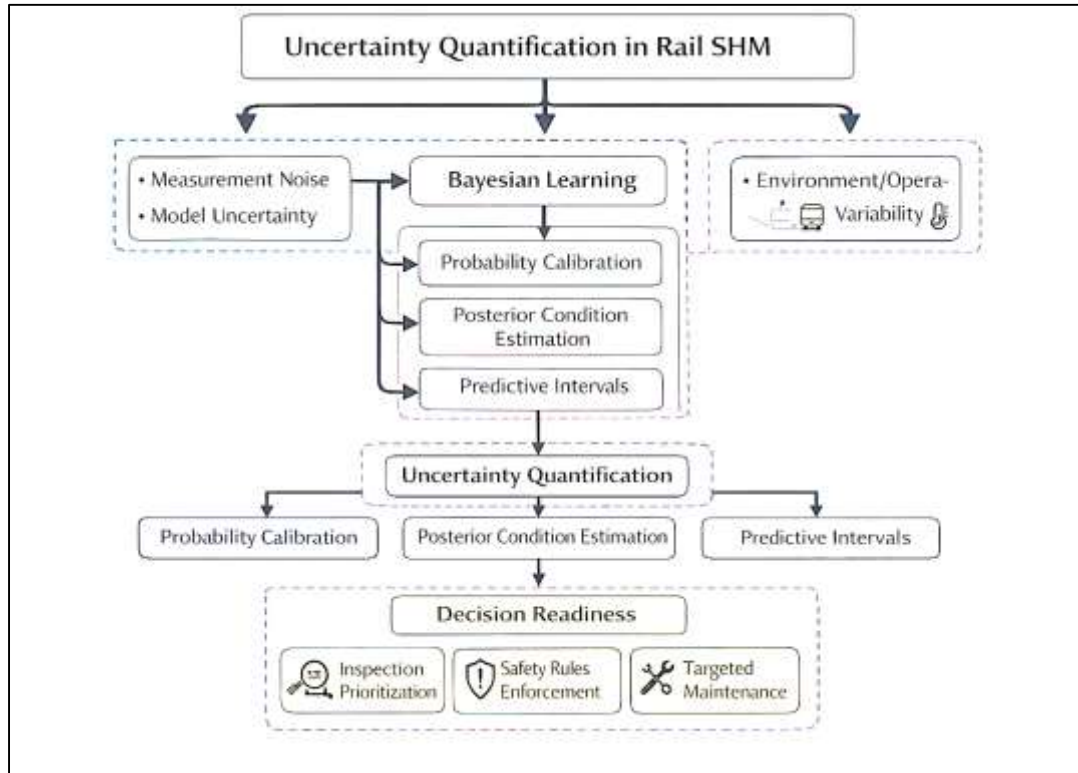 Uncertainty Quantification in Rail SHM
• Measurement Noise
• Model Uncertainty
Bayesian Learning
• Environment/Opera-
Variability
Probability Calibration
Posterior Condition
Estimation
Predictive Intervals
Uncertainty Quantification
Probability Calibration
Posterior Condition Estimation
Predictive Intervals
Decision Readiness
Inspection
Prioritization
Safety Rules
Enforcement
Targeted
Maintenance